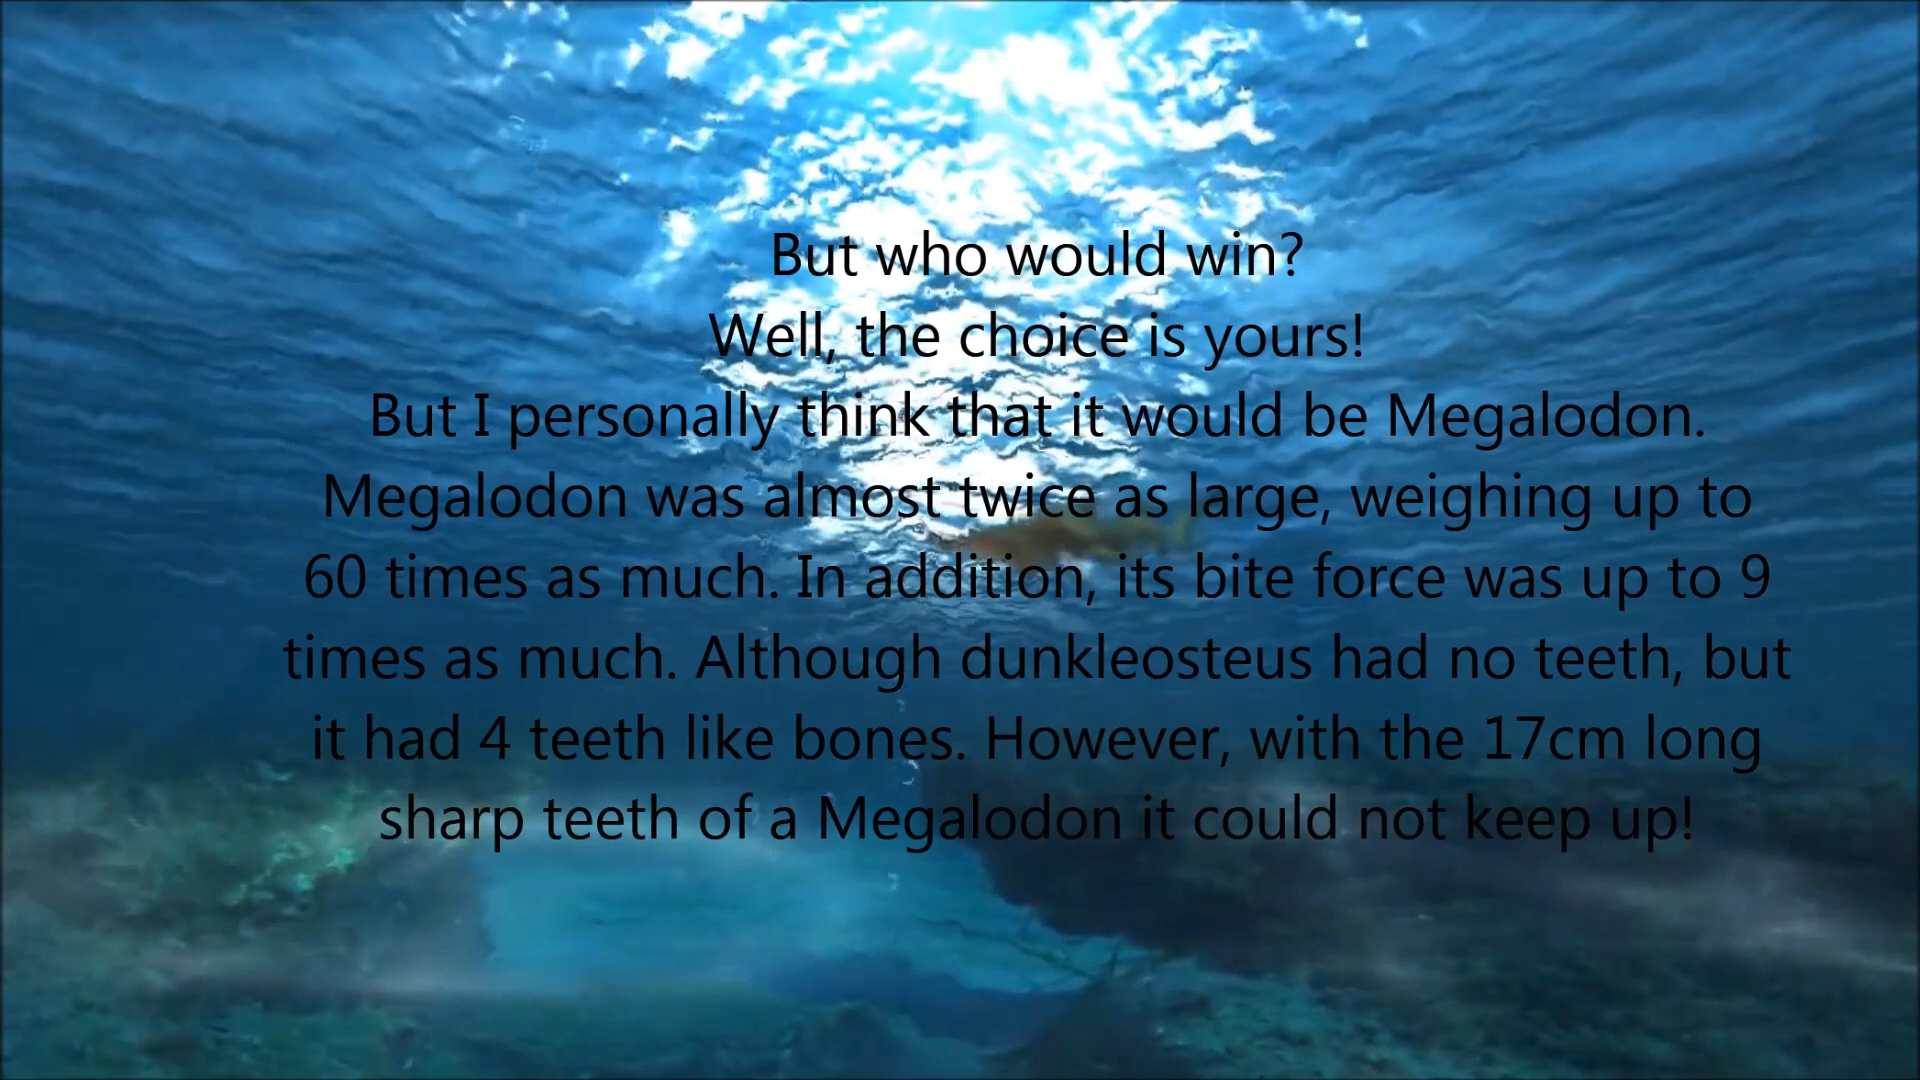 But who would win?
Well, the choice is yours!
But I personally think that it would be Megalodon.
Megalodon was almost twice as large, weighing up to
60 times as much. In addition, its bite force was up to 9
times as much. Although dunkleosteus had no teeth, but
it had 4 teeth like bones. However, with the 17cm long
sharp teeth of a Megalodon it could not keep up!